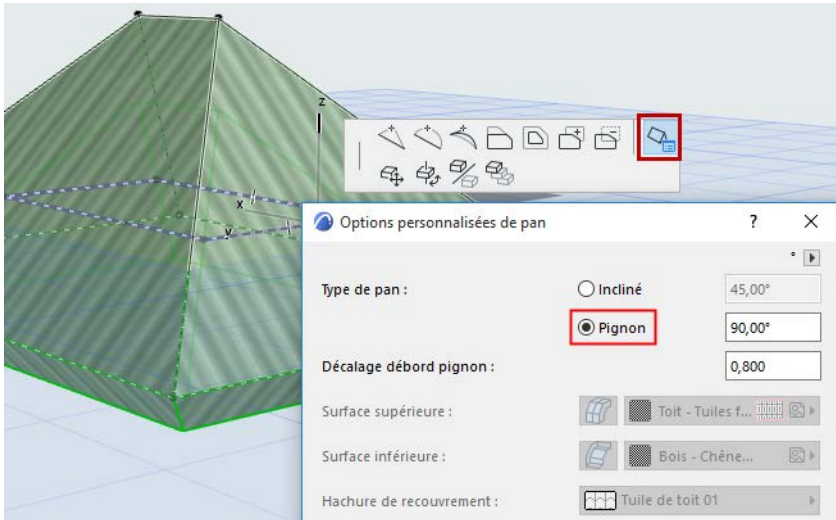 z
x
y
Options personnalisées de pan ? ×
°
Type de pan : Incliné 45,00°
Pignon 90,00°
Décalage débord pignon : 0,800
Surface supérieure : Toit - Tuiles f...
Surface inférieure : Bois - Chêne...
Hachure de recouvrement : Tuile de toit 01